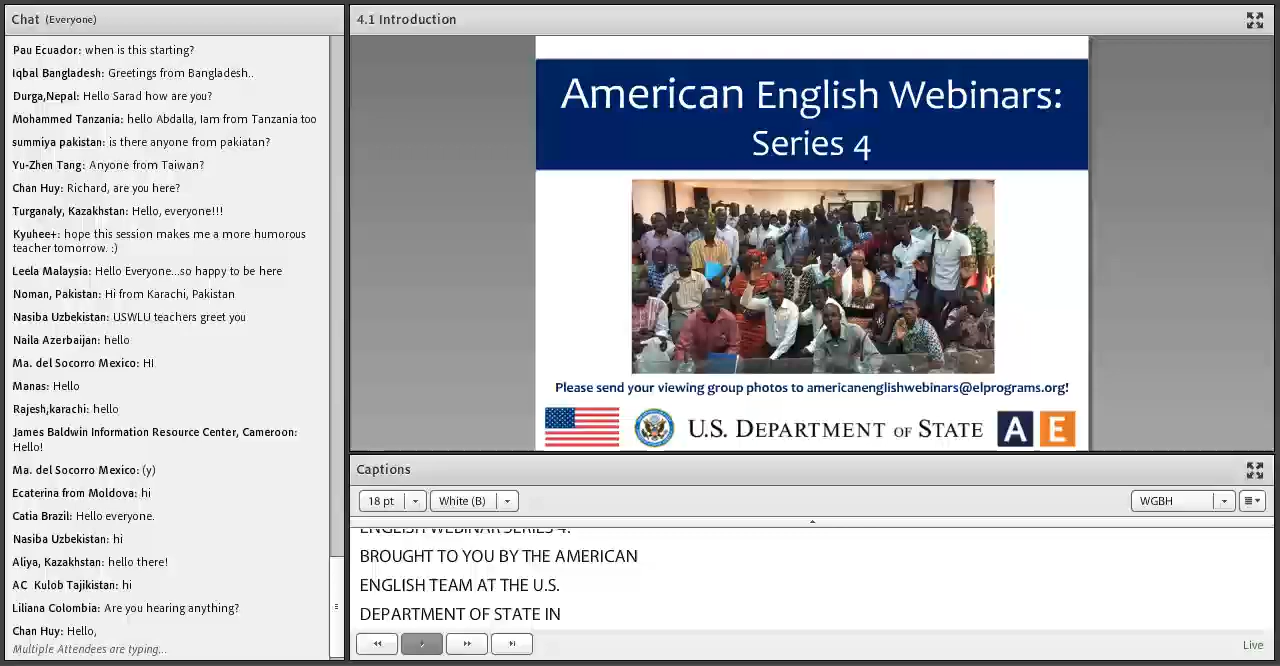 Chat (Everyone)
Pau Ecuador: when is this starting?
Iqbal Bangladesh: Greetings from Bangladesh..
Durga,Nepal: Hello Sarad how are you?
Mohammed Tanzania: hello Abdalla, Iam from Tanzania too
summiya pakistan: is there anyone from pakiatan?
Yu-Zhen Tang: Anyone from Taiwan?
Chan Huy: Richard, are you here?
Turganaly, Kazakhstan: Hello, everyone!!!
Kyuhee+: hope this session makes me a more humorous
teacher tomorrow. :)
Leela Malaysia: Hello Everyone...so happy to be here
Noman, Pakistan: Hi from Karachi, Pakistan
Nasiba Uzbekistan: USWLU teachers greet you
Naila Azerbaijan: hello
Ma. del Socorro Mexico: HI
Manas: Hello
Rajesh,karachi: hello
James Baldwin Information Resource Center, Cameroon:
Hello!
Ma. del Socorro Mexico: (y)
Ecaterina from Moldova: hi
Catia Brazil: Hello everyone.
Nasiba Uzbekistan: hi
Aliya, Kazakhstan: hello there!
AC Kulob Tajikistan: hi
Liliana Colombia: Are you hearing anything?
Chan Huy: Hello,
Multiple Attendees are typing...
4.1 Introduction
American English Webinars:
Series 4
Please send your viewing group photos to americanenglishwebinars@elprograms.org!
U.S. DEPARTMENT OF STATE
A E
Captions
18 pt
White (B)
WGBH
ENGLISH WEBINAR SERIES 4.
BROUGHT TO YOU BY THE AMERICAN
ENGLISH TEAM AT THE U.S.
DEPARTMENT OF STATE IN
Live